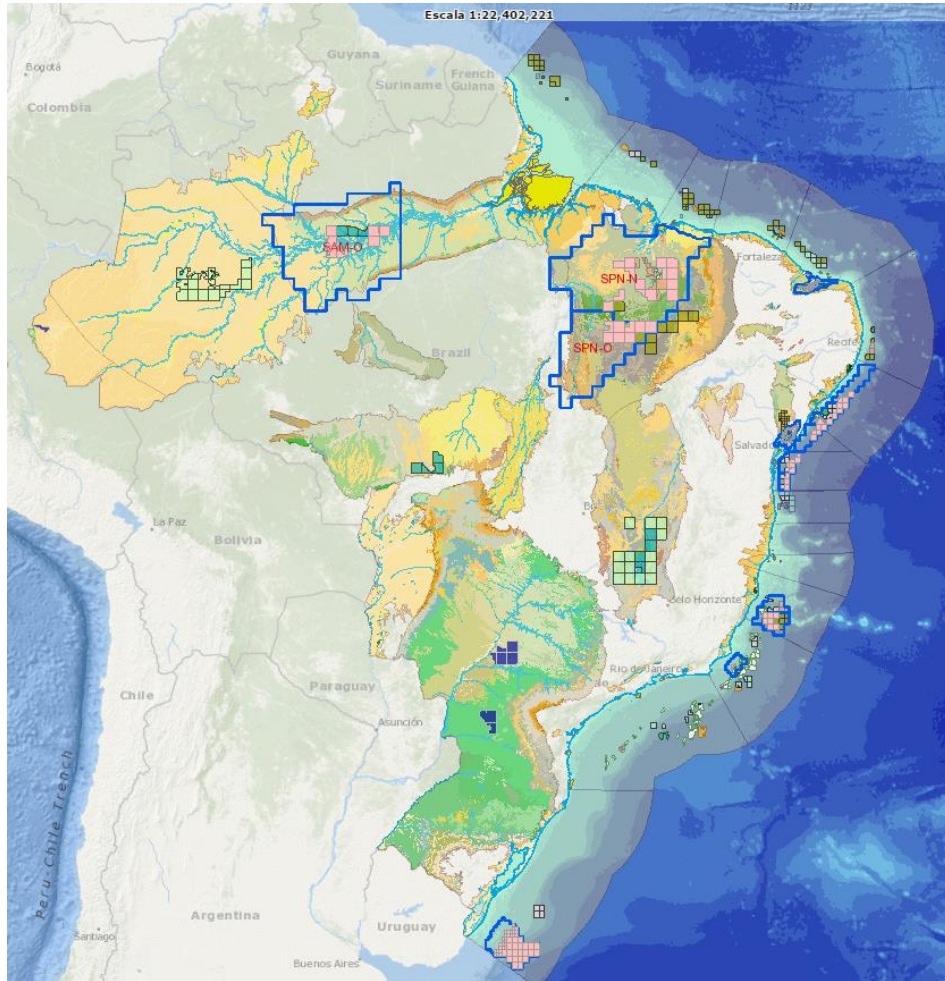 Escala 1:22,402,221
Guyana
Bogotá
Suriname
French
Guiana
Colombia
SAM-O
Fortaleza
SPN-N
SPN-O
Recife
Brazil
Salvador
La Paz
Bolivia
Belo Horizonte
Rio de Janeiro
Paraguay
Chile
Asunción
Peru-Chile Trench
Argentina
Uruguay
Santiago
Buenos Aires